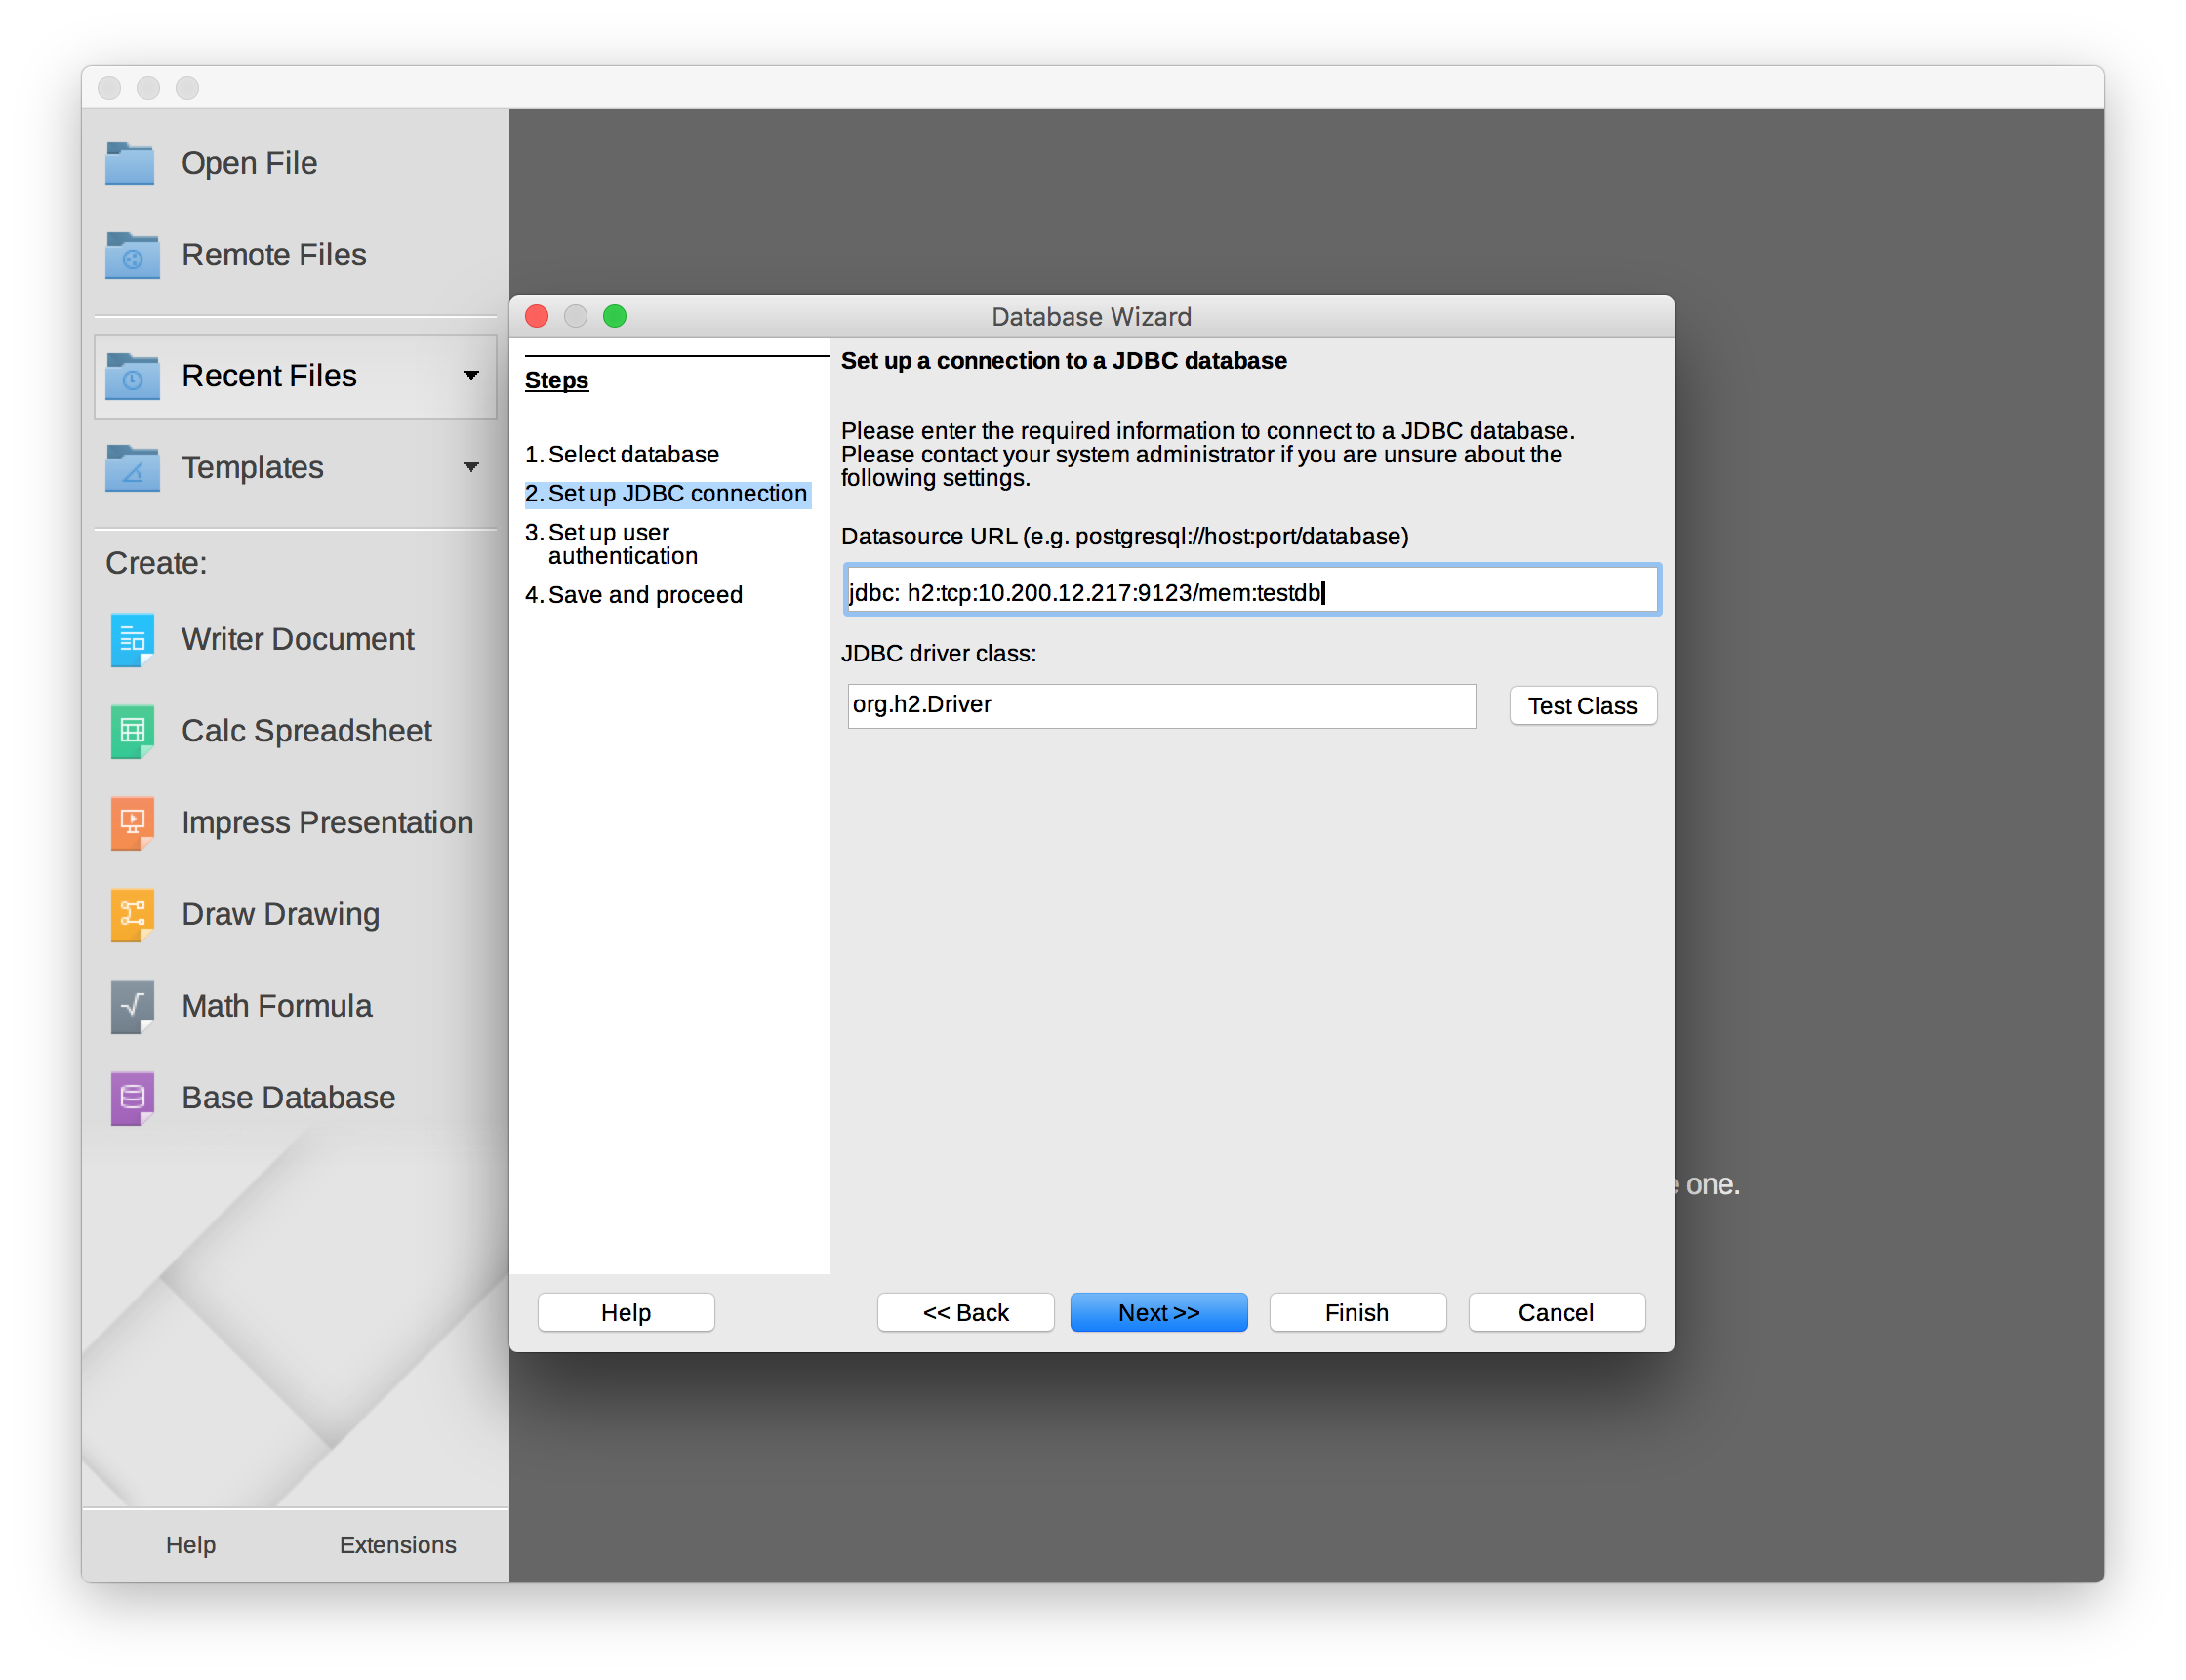 Open File
Remote Files
Recent Files
Templates
Create:
Writer Document
Calc Spreadsheet
Impress Presentation
Draw Drawing
Math Formula
Base Database
Help
Extensions
Database Wizard
Steps
1. Select database
2. Set up JDBC connection
3. Set up user
authentication
4. Save and proceed
Set up a connection to a JDBC database
Please enter the required information to connect to a JDBC database.
Please contact your system administrator if you are unsure about the
following settings.
Datasource URL (e.g. postgresql://host:port/database)
jdbc: h2:tcp:10.200.12.217:9123/mem:testdb
JDBC driver class:
org.h2.Driver
Test Class
Help
<< Back
Next >>
Finish
Cancel
one.